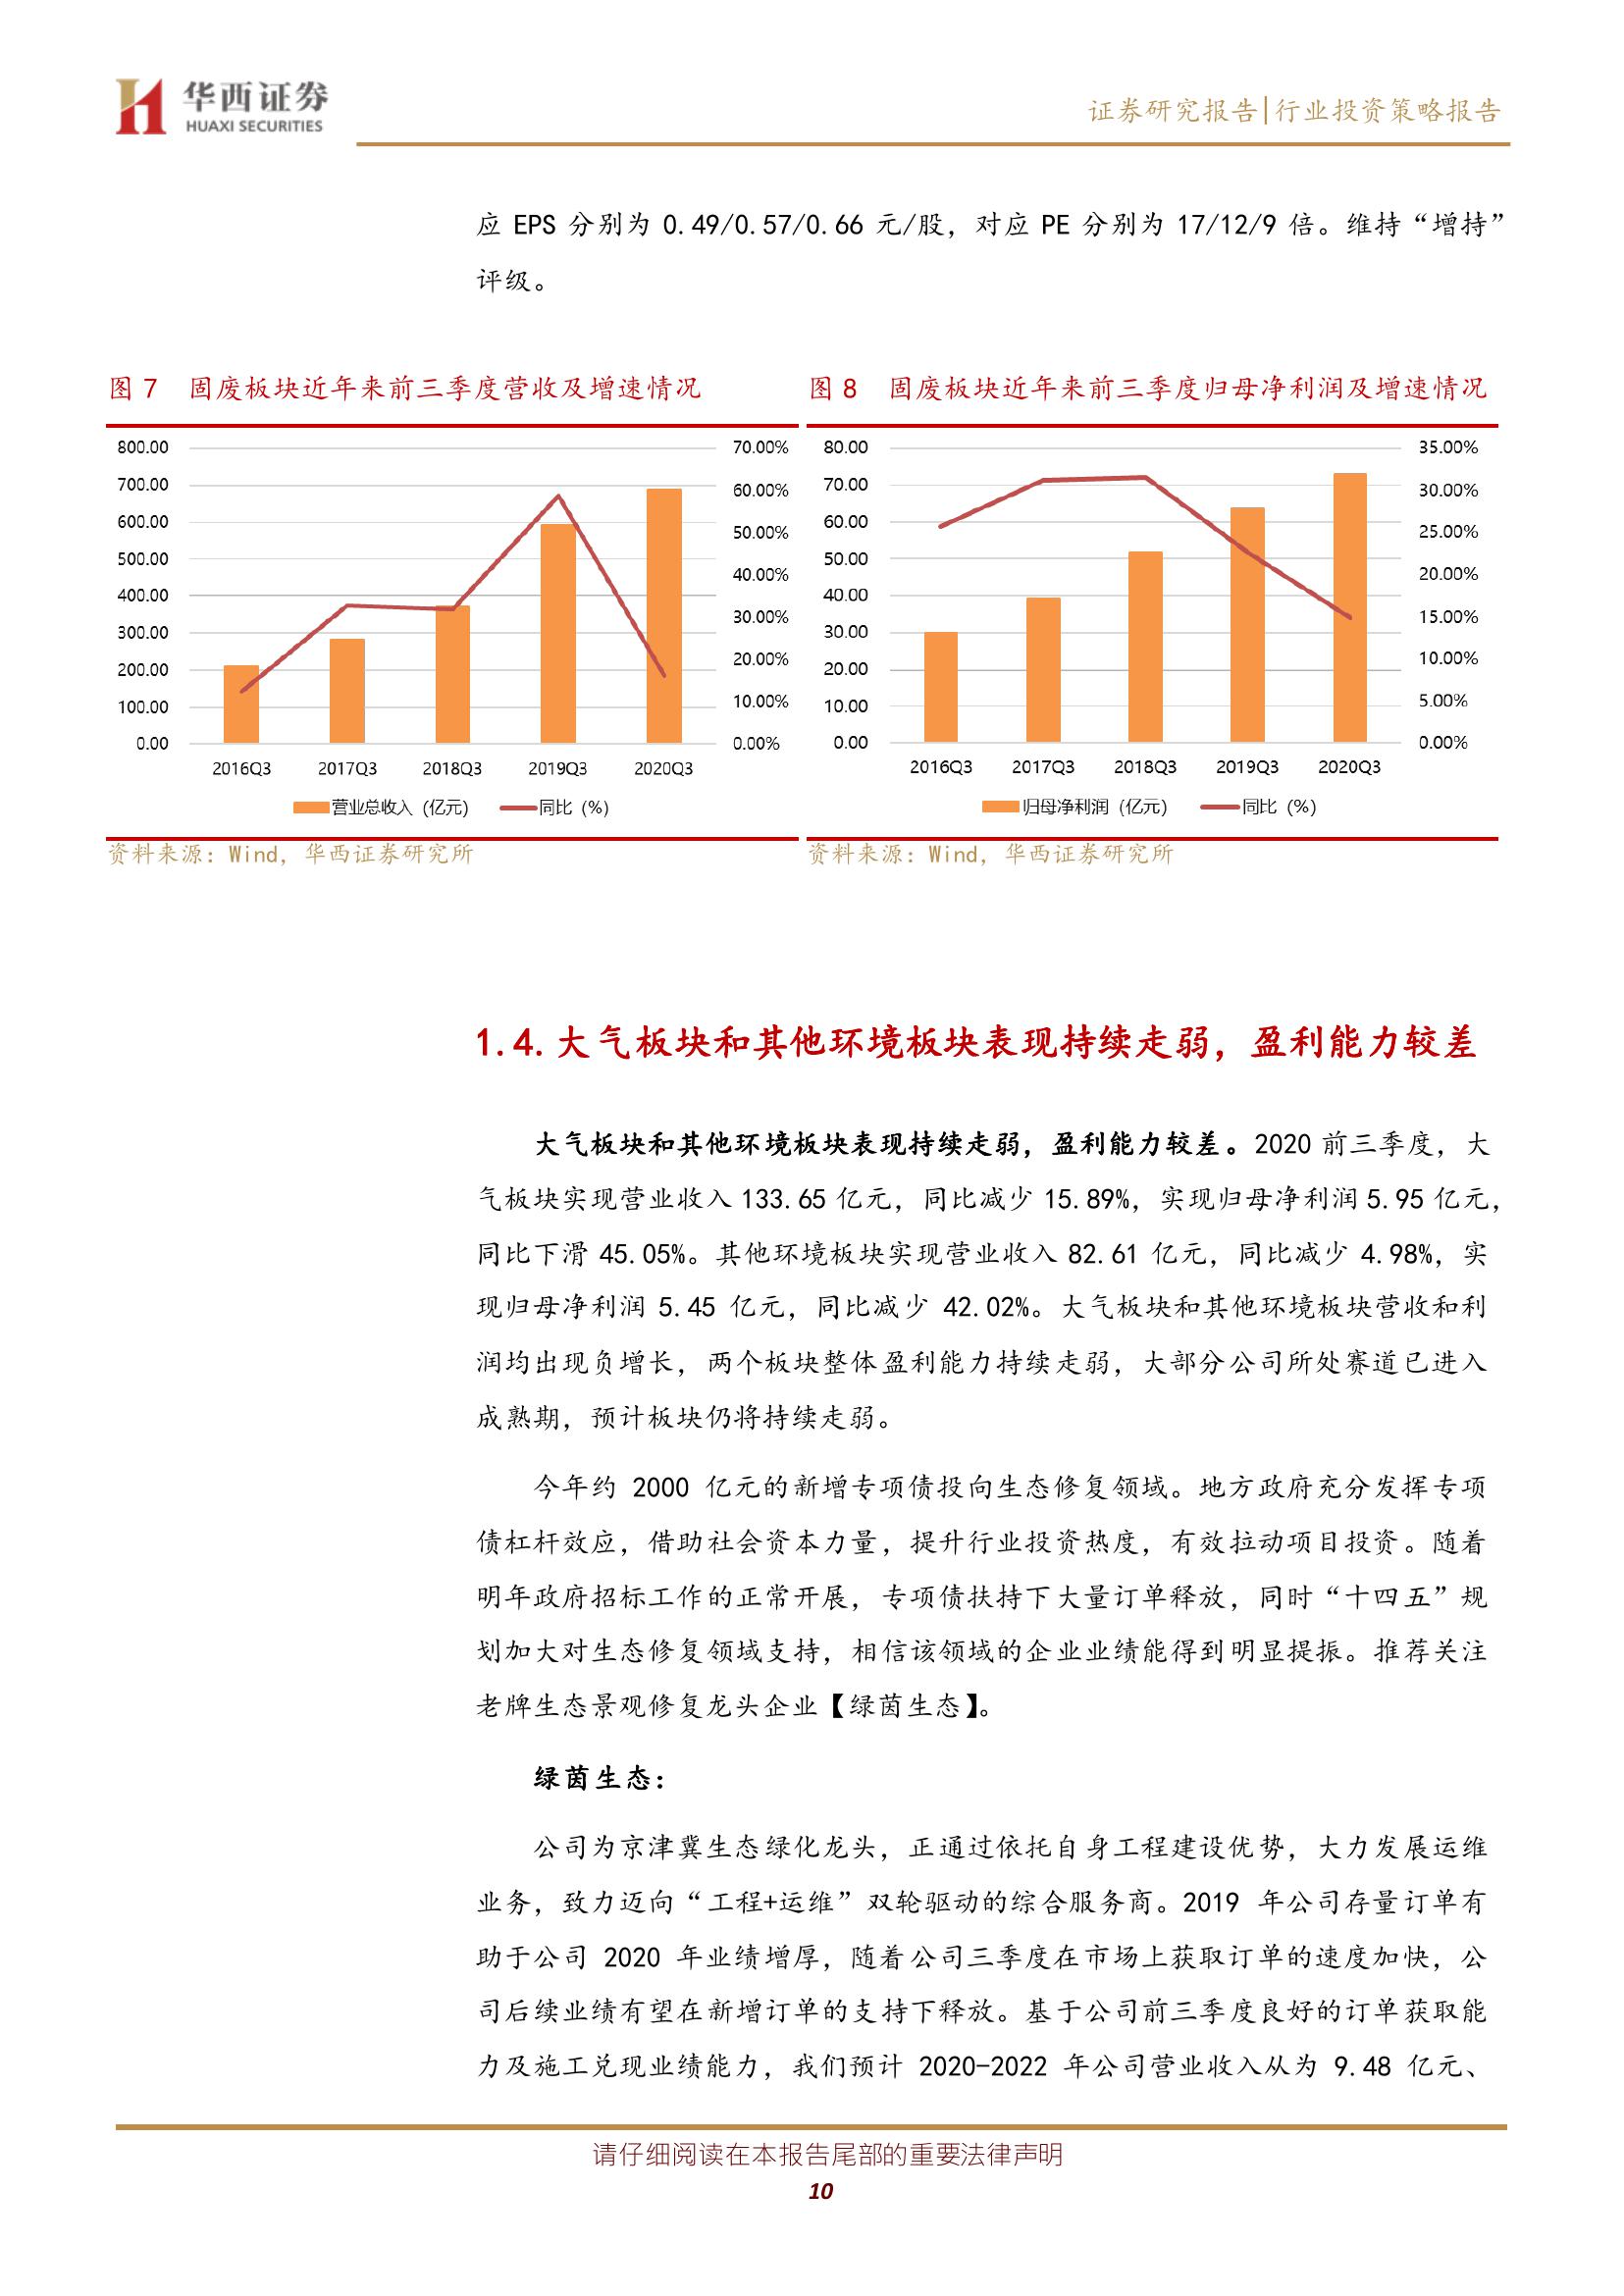 华西证券
HUAXI SECURITIES
证券研究报告|行业投资策略报告
应 EPS 分别为 0.49/0.57/0.66 元/股，对应 PE 分别为 17/12/9 倍。维持“增持”
评级。
图 7 固废板块近年来前三季度营收及增速情况
800.00
700.00
600.00
500.00
400.00
300.00
200.00
100.00
0.00
70.00%
60.00%
50.00%
40.00%
30.00%
20.00%
10.00%
0.00%
2016Q3 2017Q3 2018Q3 2019Q3 2020Q3
营业总收入（亿元） 同比（%）
资料来源：Wind，华西证券研究所
图 8 固废板块近年来前三季度归母净利润及增速情况
80.00
70.00
60.00
50.00
40.00
30.00
20.00
10.00
0.00
35.00%
30.00%
25.00%
20.00%
15.00%
10.00%
5.00%
0.00%
2016Q3 2017Q3 2018Q3 2019Q3 2020Q3
归母净利润（亿元） 同比（%）
资料来源：Wind，华西证券研究所
1.4.大气板块和其他环境板块表现持续走弱，盈利能力较差
大气板块和其他环境板块表现持续走弱，盈利能力较差。2020 前三季度，大
气板块实现营业收入 133.65 亿元，同比减少 15.89%，实现归母净利润 5.95 亿元，
同比下滑 45.05%。其他环境板块实现营业收入 82.61 亿元，同比减少 4.98%，实
现归母净利润 5.45 亿元，同比减少 42.02%。大气板块和其他环境板块营收和利
润均出现负增长，两个板块整体盈利能力持续走弱，大部分公司所处赛道已进入
成熟期，预计板块仍将持续走弱。
今年约 2000 亿元的新增专项债投向生态修复领域。地方政府充分发挥专项
债杠杆效应，借助社会资本力量，提升行业投资热度，有效拉动项目投资。随着
明年政府招标工作的正常开展，专项债扶持下大量订单释放，同时“十四五”规
划加大对生态修复领域支持，相信该领域的企业业绩能得到明显提振。推荐关注
老牌生态景观修复龙头企业【绿茵生态】。
绿茵生态：
公司为京津冀生态绿化龙头，正通过依托自身工程建设优势，大力发展运维
业务，致力迈向“工程+运维”双轮驱动的综合服务商。2019 年公司存量订单有
助于公司 2020 年业绩增厚，随着公司三季度在市场上获取订单的速度加快，公
司后续业绩有望在新增订单的支持下释放。基于公司前三季度良好的订单获取能
力及施工兑现业绩能力，我们预计 2020-2022 年公司营业收入从为 9.48 亿元、
请仔细阅读在本报告尾部的重要法律声明
10